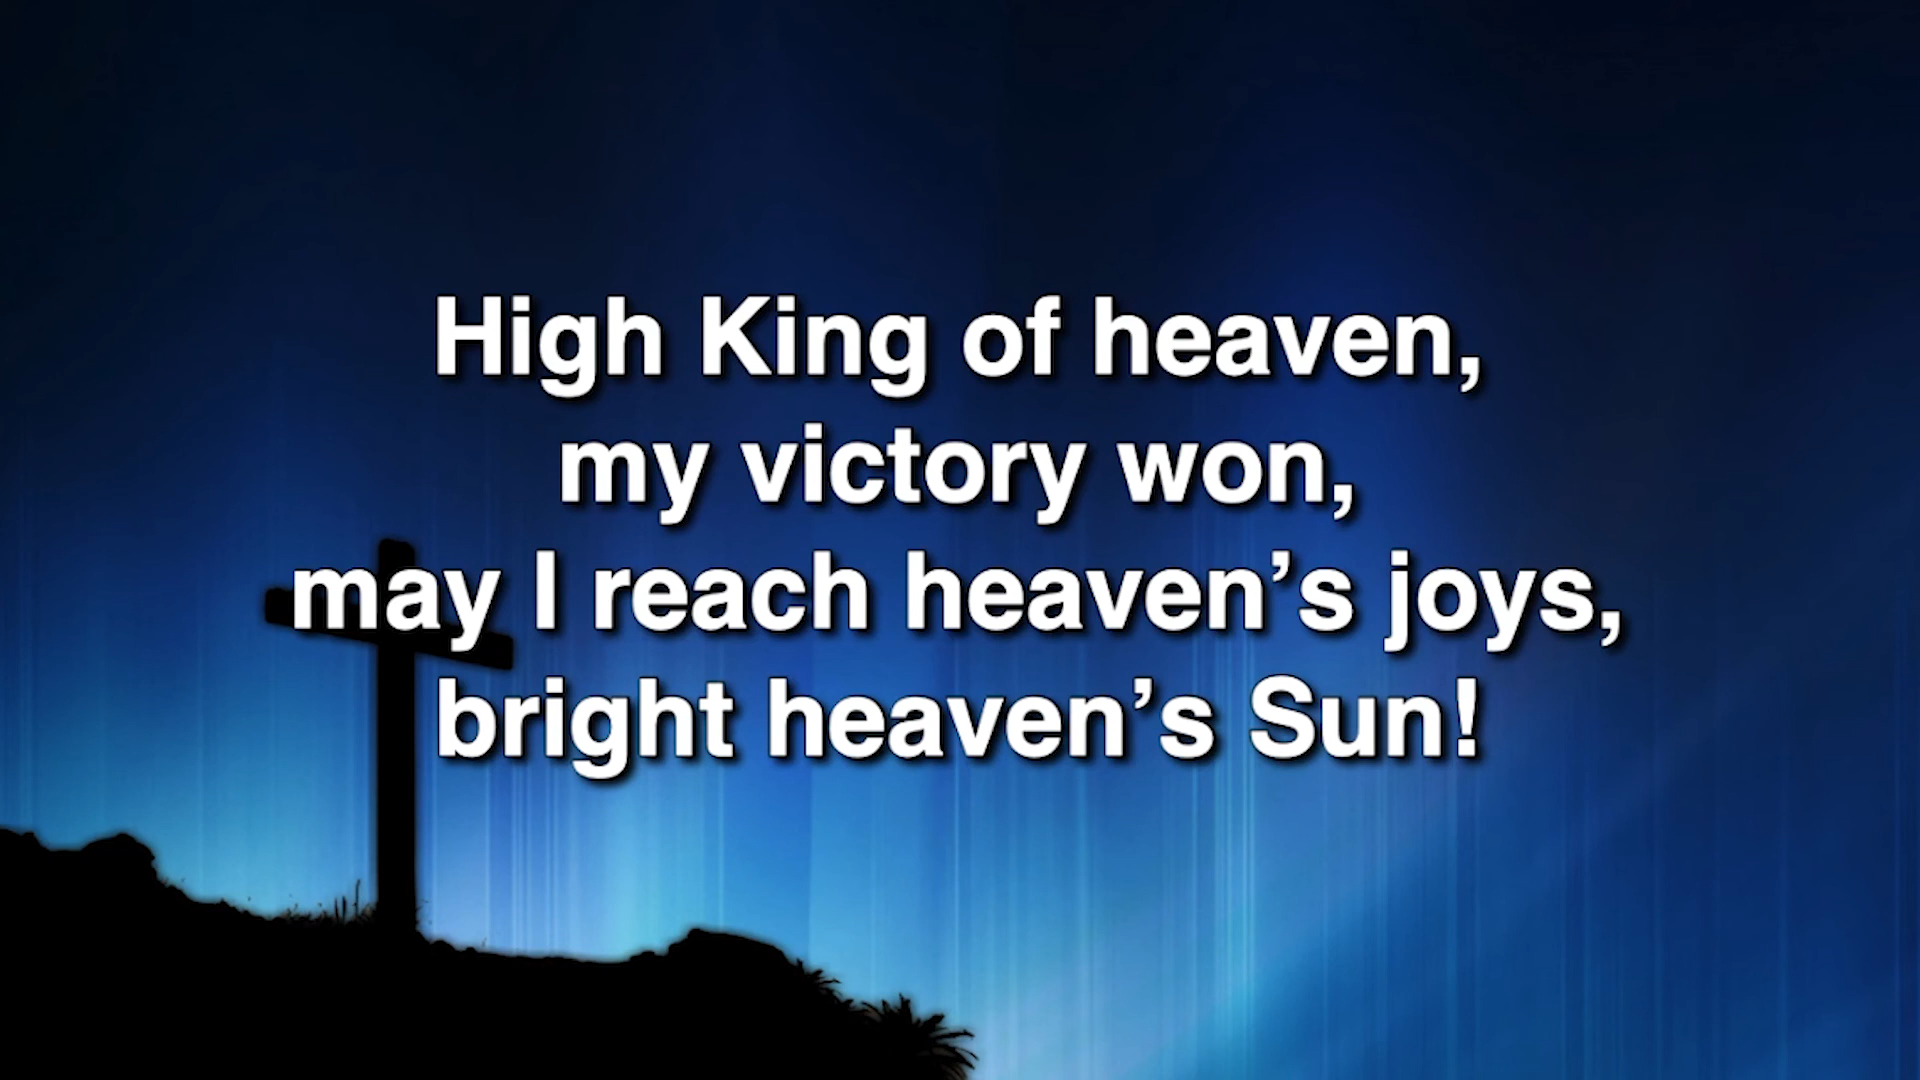 High King of heaven,
my victory won,
may I reach heaven’s joys,
bright heaven’s Sun!